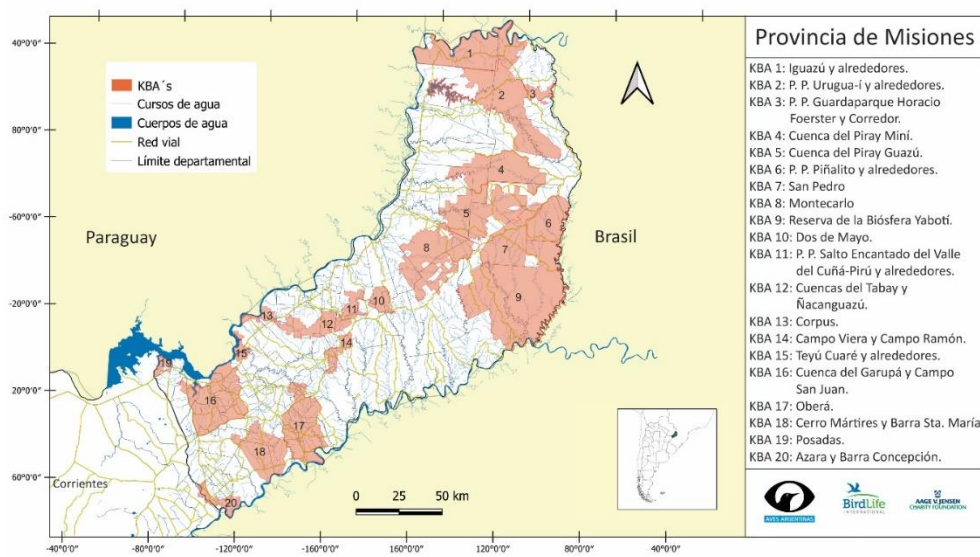 40°0'0"
80°0'0"
-60°0'0"
-20°0'0"
20°0'0"
60°0'0"
KBA´s
Cursos de agua
Cuerpos de agua
Red vial
Límite departamental
Paraguay
Brasil
Corrientes
1
2
3
4
5
6
7
8
9
10
11
12
13
14
15
16
17
18
19
20
0 25 50 km
-40°0'0" -80°0'0" -120°0'0" -160°0'0" 160°0'0" 120°0'0" 80°0'0" 40°0'0"
Provincia de Misiones
KBA 1: Iguazú y alrededores.
KBA 2: P. P. Urugua-í y alrededores.
KBA 3: P. P. Guardaparque Horacio
Foerster y Corredor.
KBA 4: Cuenca del Piray Miní.
KBA 5: Cuenca del Piray Guazú.
KBA 6: P. P. Piñalito y alrededores.
KBA 7: San Pedro
KBA 8: Montecarlo
KBA 9: Reserva de la Biósfera Yabotí.
KBA 10: Dos de Mayo.
KBA 11: P. P. Salto Encantado del Valle
del Cuñá-Pirú y alrededores.
KBA 12: Cuencas del Tabay y
Ñacanguazú.
KBA 13: Corpus.
KBA 14: Campo Viera y Campo Ramón.
KBA 15: Teyú Cuaré y alrededores.
KBA 16: Cuenca del Garupá y Campo
San Juan.
KBA 17: Oberá.
KBA 18: Cerro Mártires y Barra Sta. María
KBA 19: Posadas.
KBA 20: Azara y Barra Concepción.
AVES ARGENTINAS
BirdLife
INTERNATIONAL
AAGE V. JENSEN
CHARITY FOUNDATION